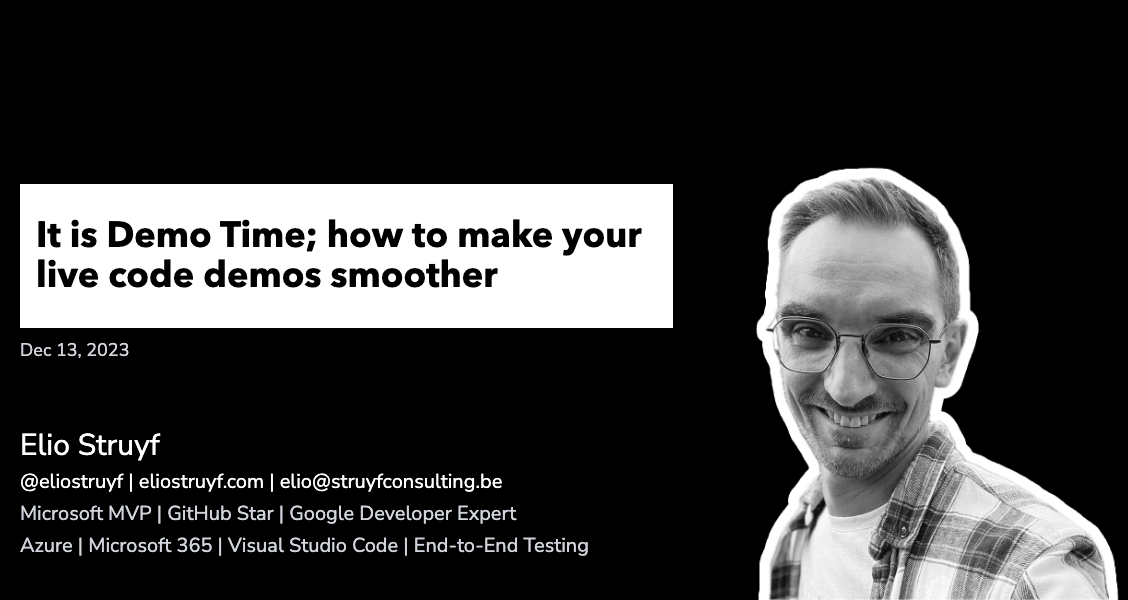 It is Demo Time; how to make your
live code demos smoother
Dec 13, 2023
Elio Struyf
@eliostruyf | eliostruyf.com | elio@struyfconsulting.be
Microsoft MVP | GitHub Star | Google Developer Expert
Azure | Microsoft 365 | Visual Studio Code | End-to-End Testing